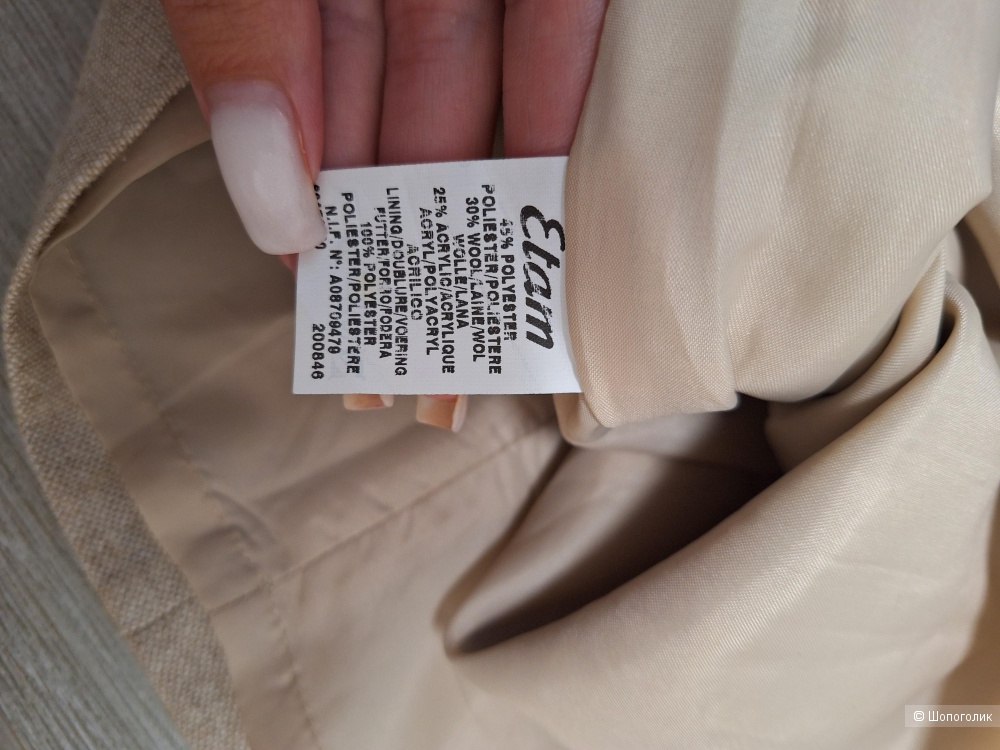 Etam
45% POLYESTER
POLIESTER/POLIESTERE
30% WOOL/LAINE/WOL
WOLLE/LANA
25% ACRYLIC/ACRYLIQUE
ACRYL/POLYACRYL
ACRILICO
LINING/DOUBLURE/VOERING
FUTTER/FORRO/FODERA
100% POLYESTER
POLIESTER/POLIESTERE
N.I.F. Nº: A08709479
200846
© Шопоголик